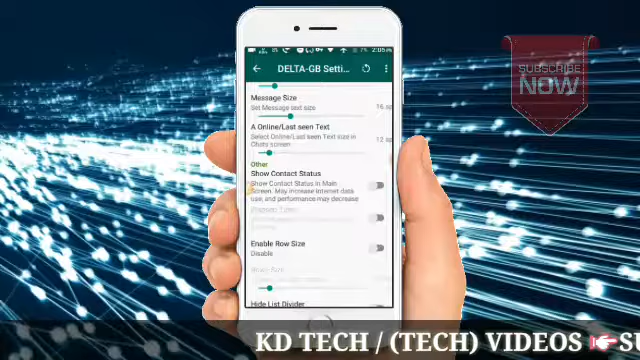 2:05
DELTA-GB Setti...
SUBSCRIBE
NOW
Message Size
Set Message text size
16 sp
A Online/Last seen Text
Select Online/Last seen Text size in
Chats screen
12 sp
Other
Show Contact Status
Show Contact Status in Main
Screen. May increase Internet data
use, and performance may decrease
Enable Row Size
Disable
Hide List Divider
KD TECH / (TECH) VIDEOS